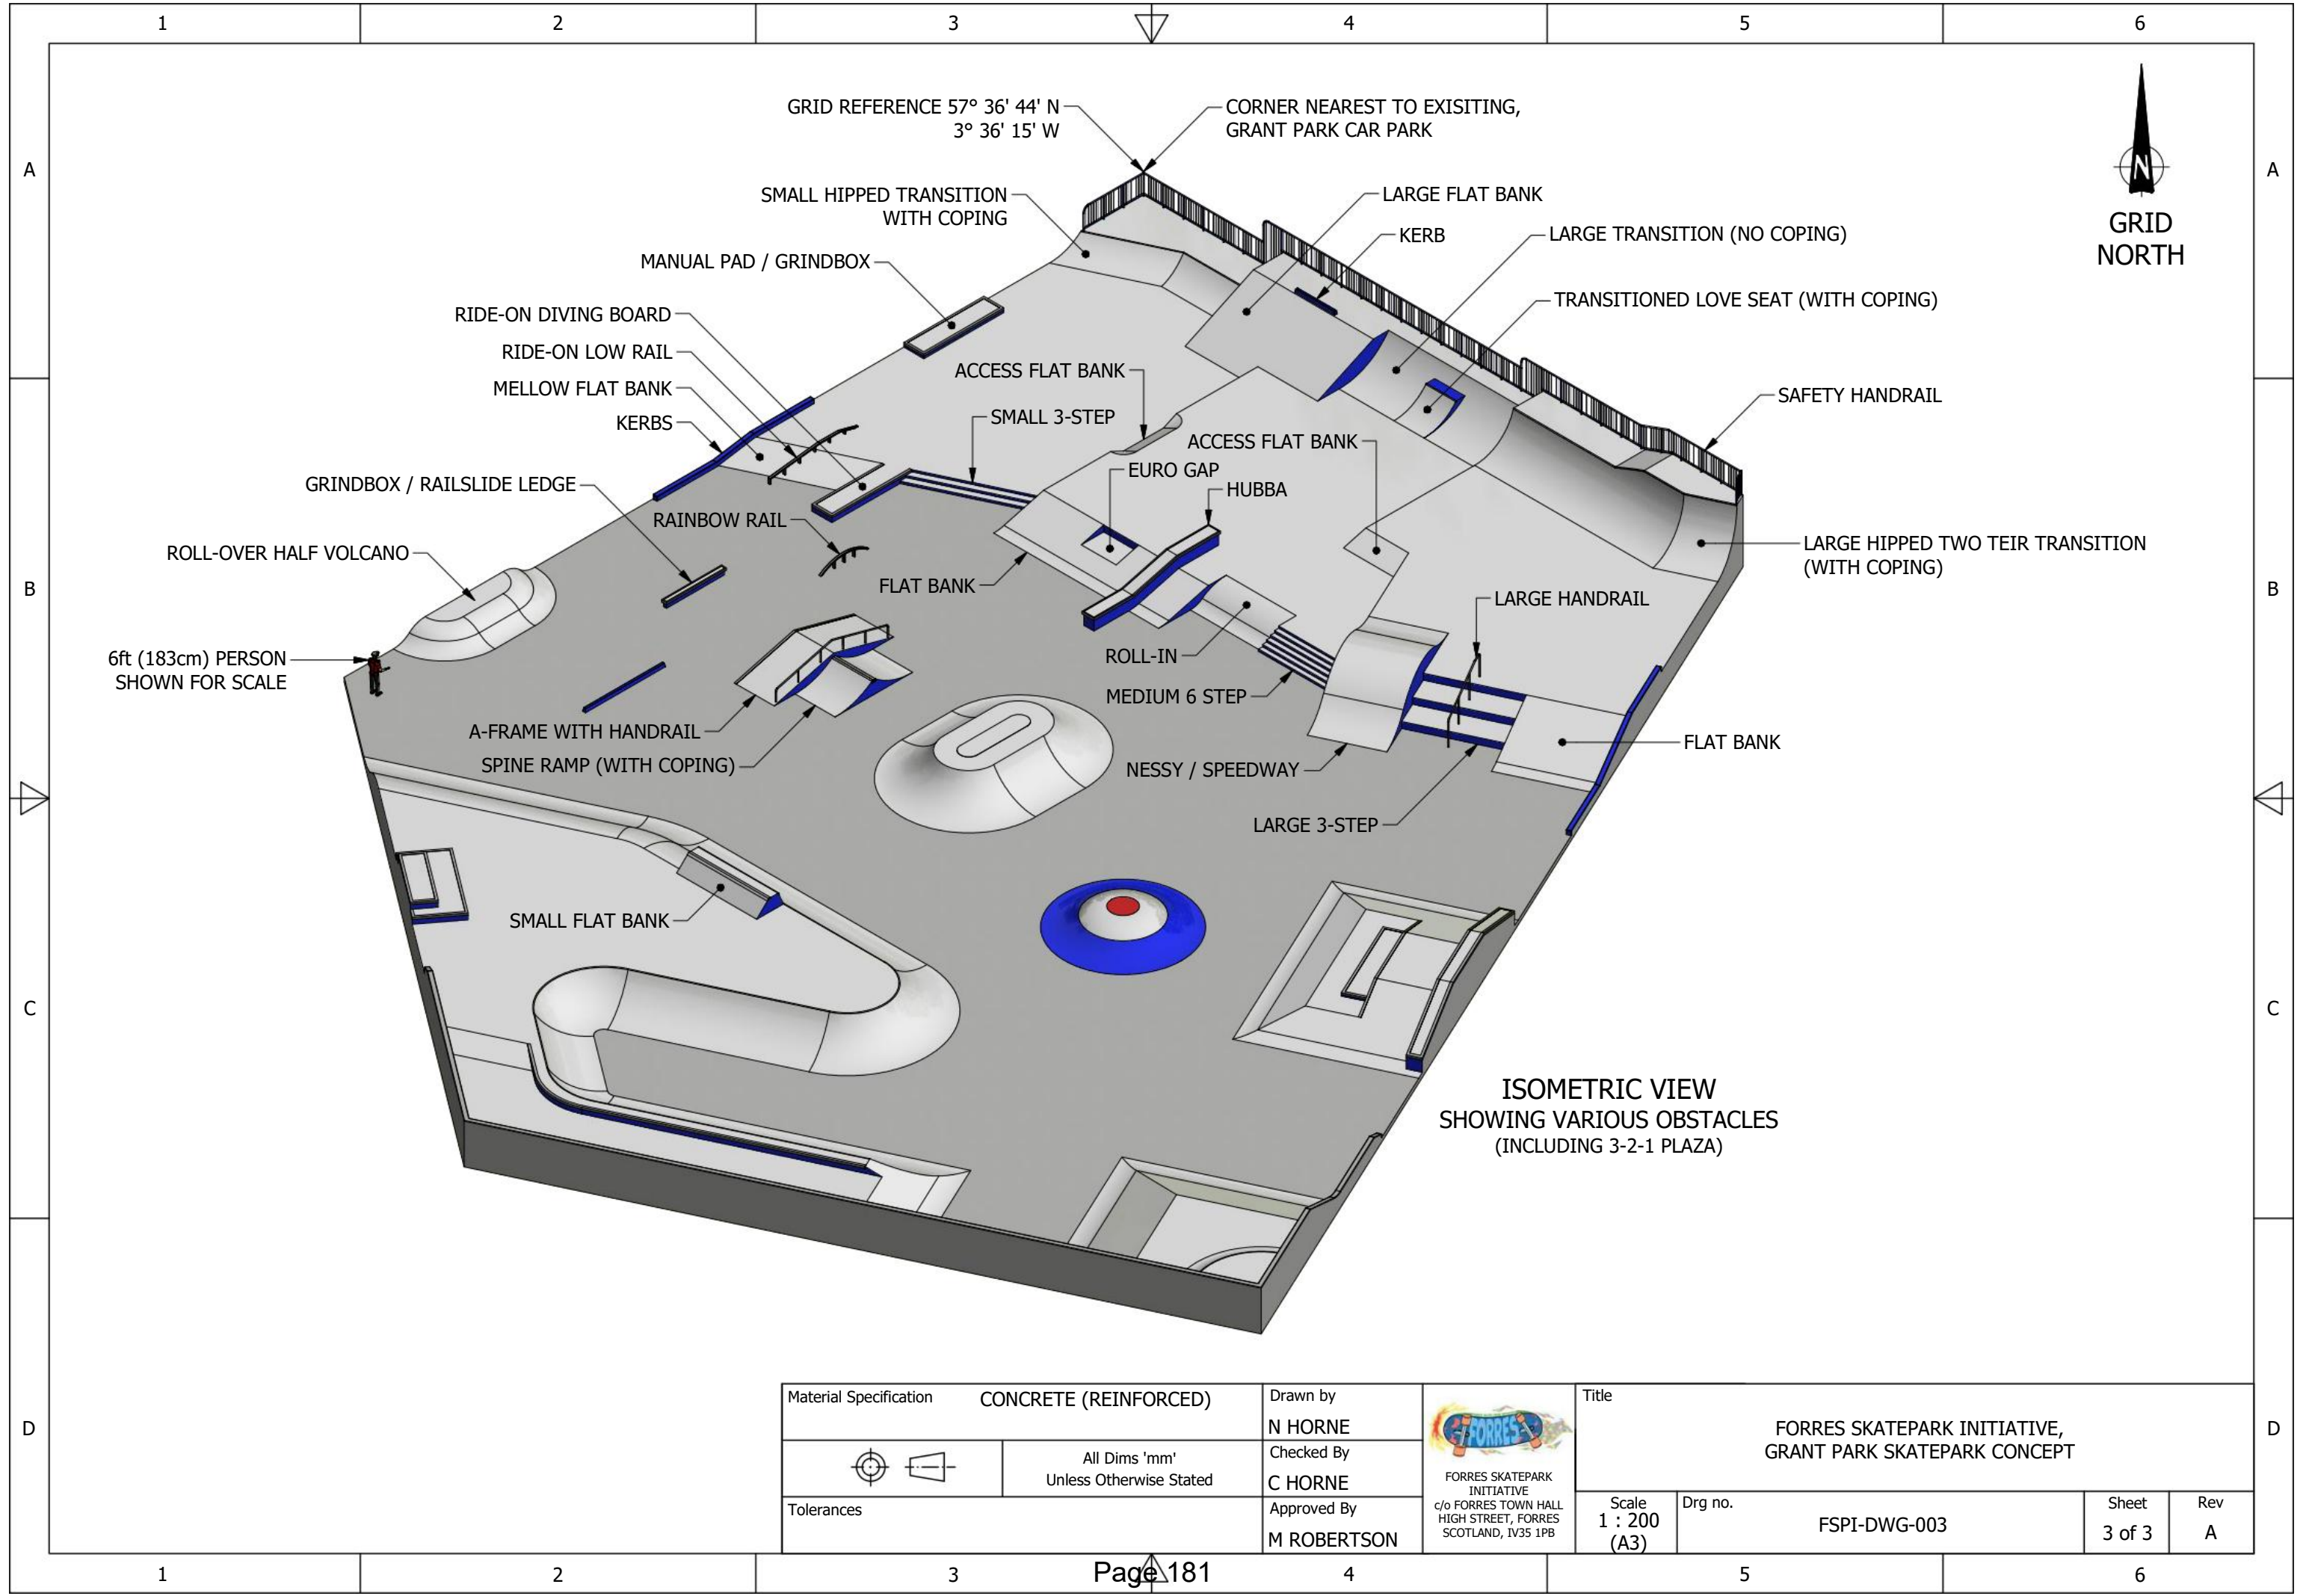 1 2 3 4 5 6
A A
GRID REFERENCE 57° 36' 44' N
3° 36' 15' W
CORNER NEAREST TO EXISITING,
GRANT PARK CAR PARK
N
GRID
NORTH
SMALL HIPPED TRANSITION
WITH COPING
LARGE FLAT BANK
KERB
LARGE TRANSITION (NO COPING)
MANUAL PAD / GRINDBOX
TRANSITIONED LOVE SEAT (WITH COPING)
RIDE-ON DIVING BOARD
RIDE-ON LOW RAIL
MELLOW FLAT BANK
KERBS
ACCESS FLAT BANK
SMALL 3-STEP
SAFETY HANDRAIL
ACCESS FLAT BANK
EURO GAP
HUBBA
GRINDBOX / RAILSLIDE LEDGE
RAINBOW RAIL
ROLL-OVER HALF VOLCANO
LARGE HIPPED TWO TEIR TRANSITION
(WITH COPING)
FLAT BANK
B B
LARGE HANDRAIL
6ft (183cm) PERSON
SHOWN FOR SCALE
ROLL-IN
MEDIUM 6 STEP
A-FRAME WITH HANDRAIL
SPINE RAMP (WITH COPING)
FLAT BANK
NESSY / SPEEDWAY
LARGE 3-STEP
SMALL FLAT BANK
C C
ISOMETRIC VIEW
SHOWING VARIOUS OBSTACLES
(INCLUDING 3-2-1 PLAZA)
D D
Material Specification CONCRETE (REINFORCED)
All Dims 'mm'
Unless Otherwise Stated
Tolerances
Drawn by
N HORNE
Checked By
C HORNE
Approved By
M ROBERTSON
FORRES
FORRES SKATEPARK
INITIATIVE
c/o FORRES TOWN HALL
HIGH STREET, FORRES
SCOTLAND, IV35 1PB
Title
FORRES SKATEPARK INITIATIVE,
GRANT PARK SKATEPARK CONCEPT
Scale
1 : 200
(A3)
Drg no.
FSPI-DWG-003
Sheet
3 of 3
Rev
A
1 2 3 4 5 6
Page 181